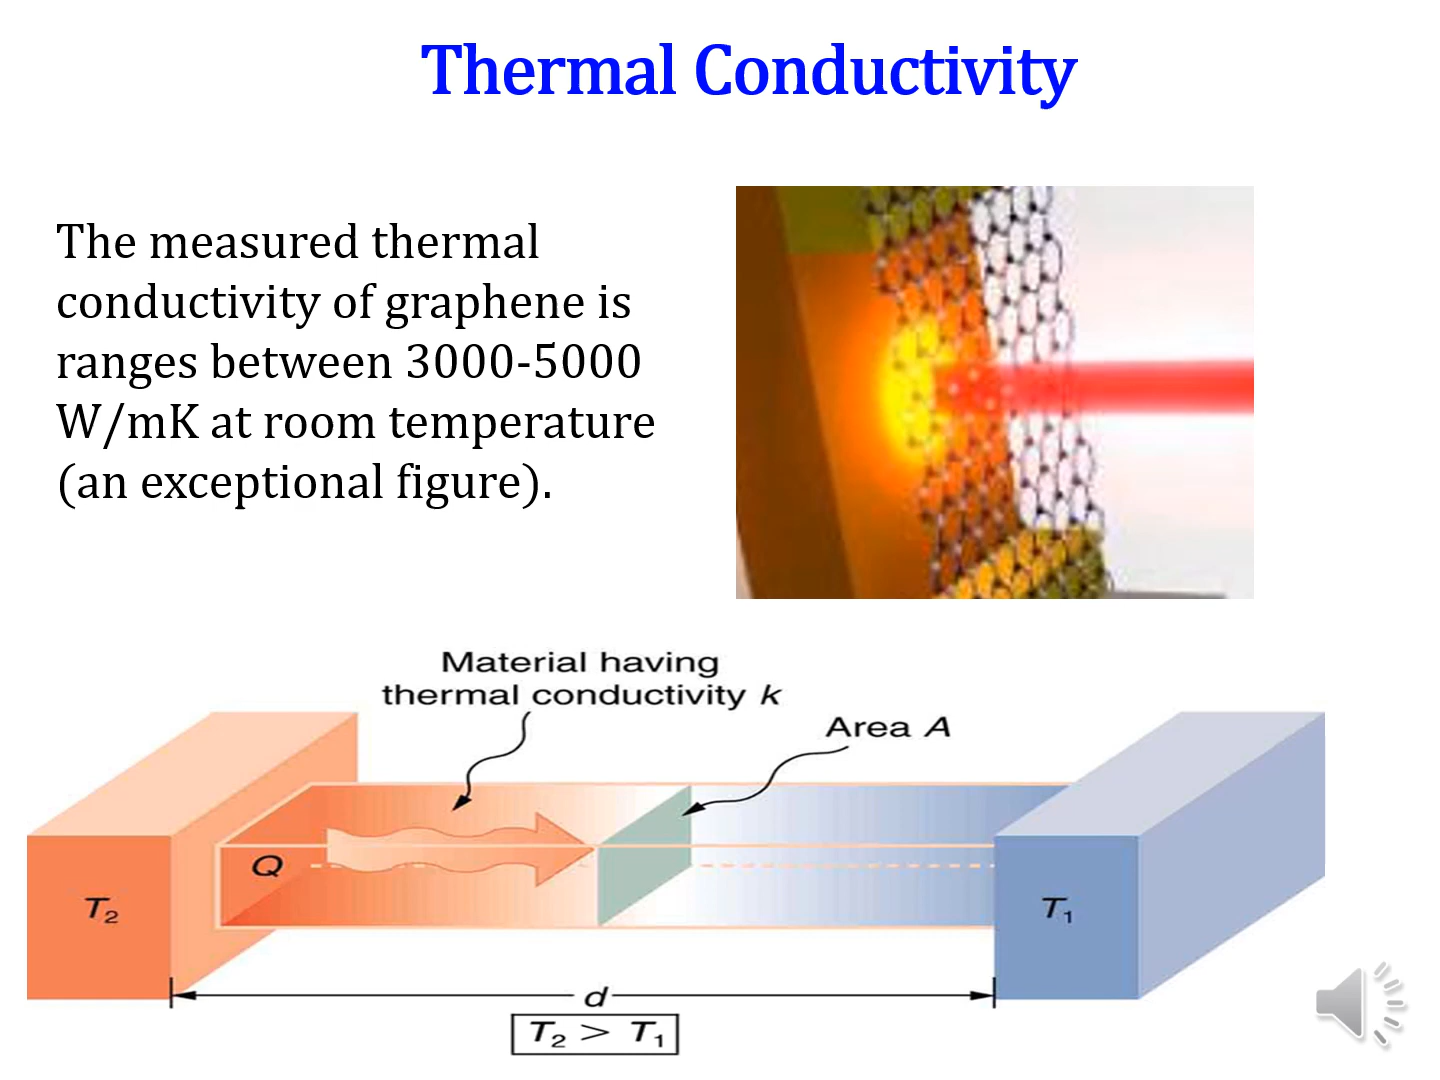 Thermal Conductivity
The measured thermal
conductivity of graphene is
ranges between 3000-5000
W/mK at room temperature
(an exceptional figure).
Material having
thermal conductivity k
Area A
Q
T₂
T₁
d
T₂ > T₁